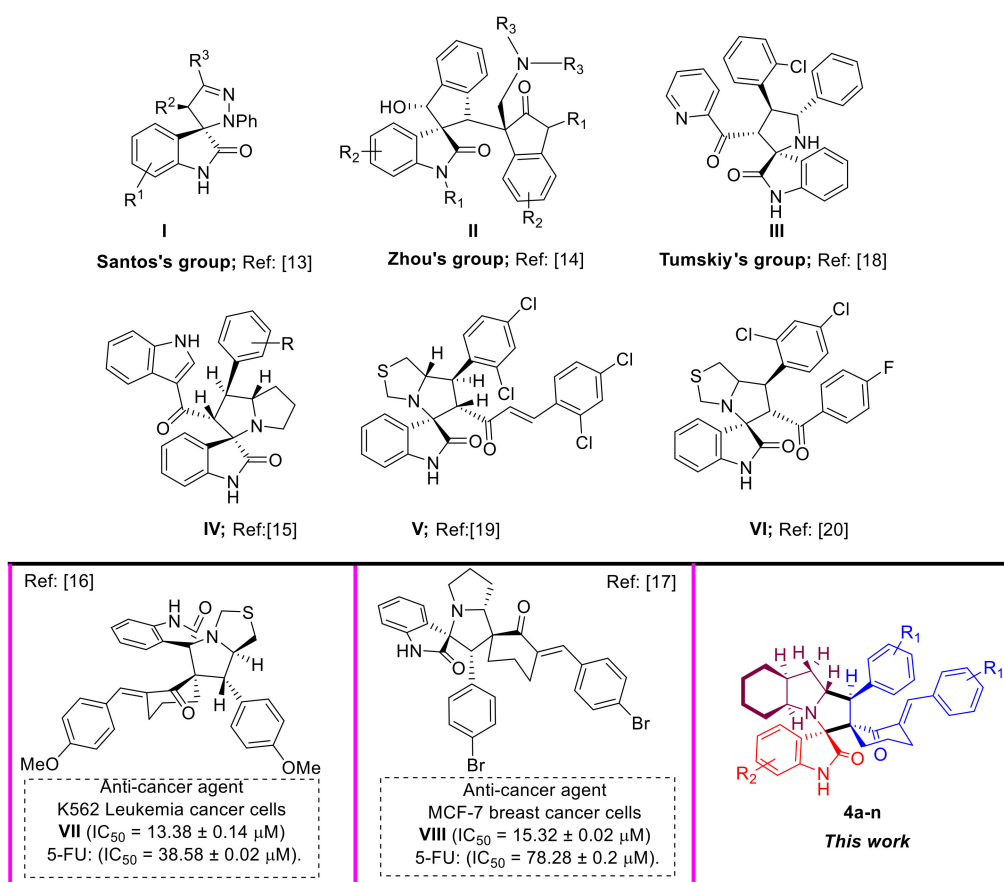 R3
R2
N
N
Ph
O
N
H
R1
I
Santos's group; Ref: [13]
R3
N
R3
HO
O
R1
R2
O
N
R1
R2
II
Zhou's group; Ref: [14]
Cl
N
NH
O
O
N
H
III
Tumskiy's group; Ref: [18]
NH
R
H
H
H
O
N
O
N
H
IV; Ref:[15]
Cl
S
H
H
Cl
N
H
Cl
O
O
Cl
N
H
V; Ref:[19]
Cl
Cl
S
F
N
O
O
N
H
VI; Ref: [20]
Ref: [16]
H
N
O
S
N
H
H
O
MeO
OMe
Anti-cancer agent
K562 Leukemia cancer cells
VII (IC50 = 13.38 ± 0.14 μM)
5-FU: (IC50 = 38.58 ± 0.02 μM).
Ref: [17]
N
H
O
NH
O
H
Br
Br
Anti-cancer agent
MCF-7 breast cancer cells
VIII (IC50 = 15.32 ± 0.02 μM)
5-FU: (IC50 = 78.28 ± 0.2 μM).
R1
R1
H
H
H
H
N
H
O
O
R2
N
H
4a-n
This work